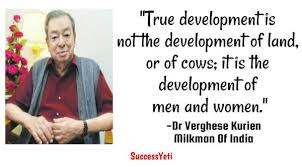 "True development is
not the development of land,
or of cows; it is the
development of
men and women."
-Dr Verghese Kurien
Milkman Of India
SuccessYeti